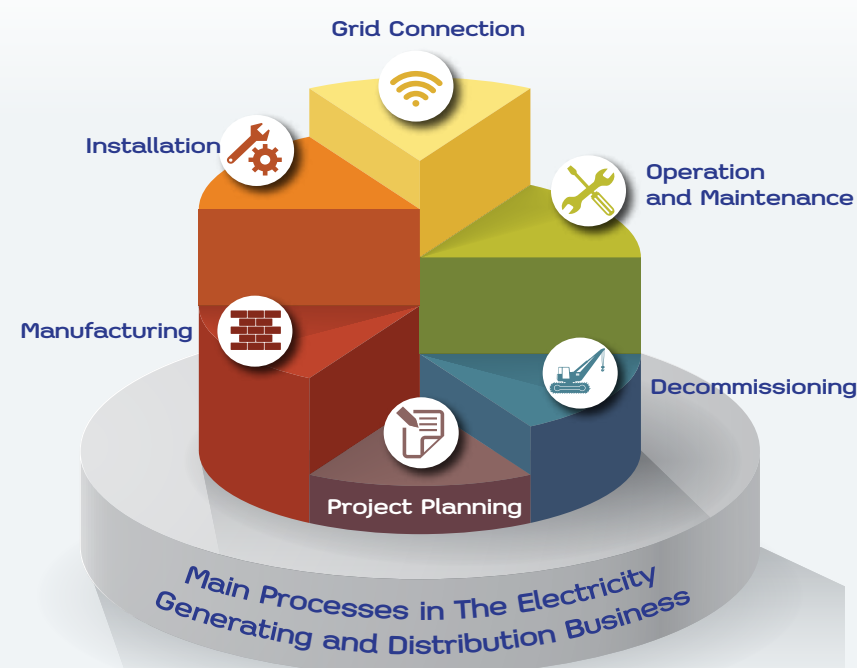 Grid Connection
Installation
Operation
and Maintenance
Manufacturing
Decommissioning
Project Planning
Main Processes in The Electricity
Generating and Distribution Business